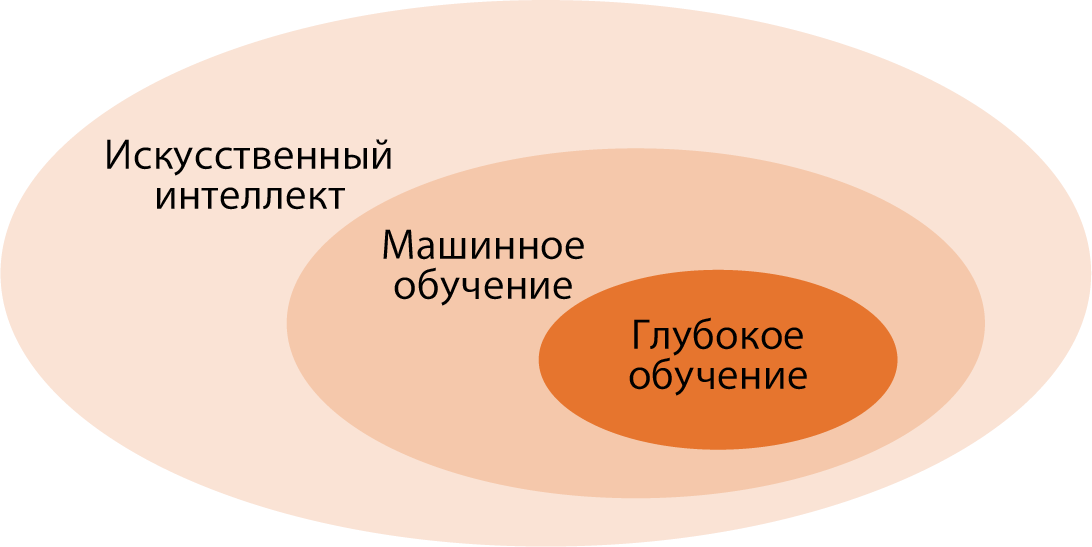 Искусственный
интеллект
Машинное
обучение
Глубокое
обучение